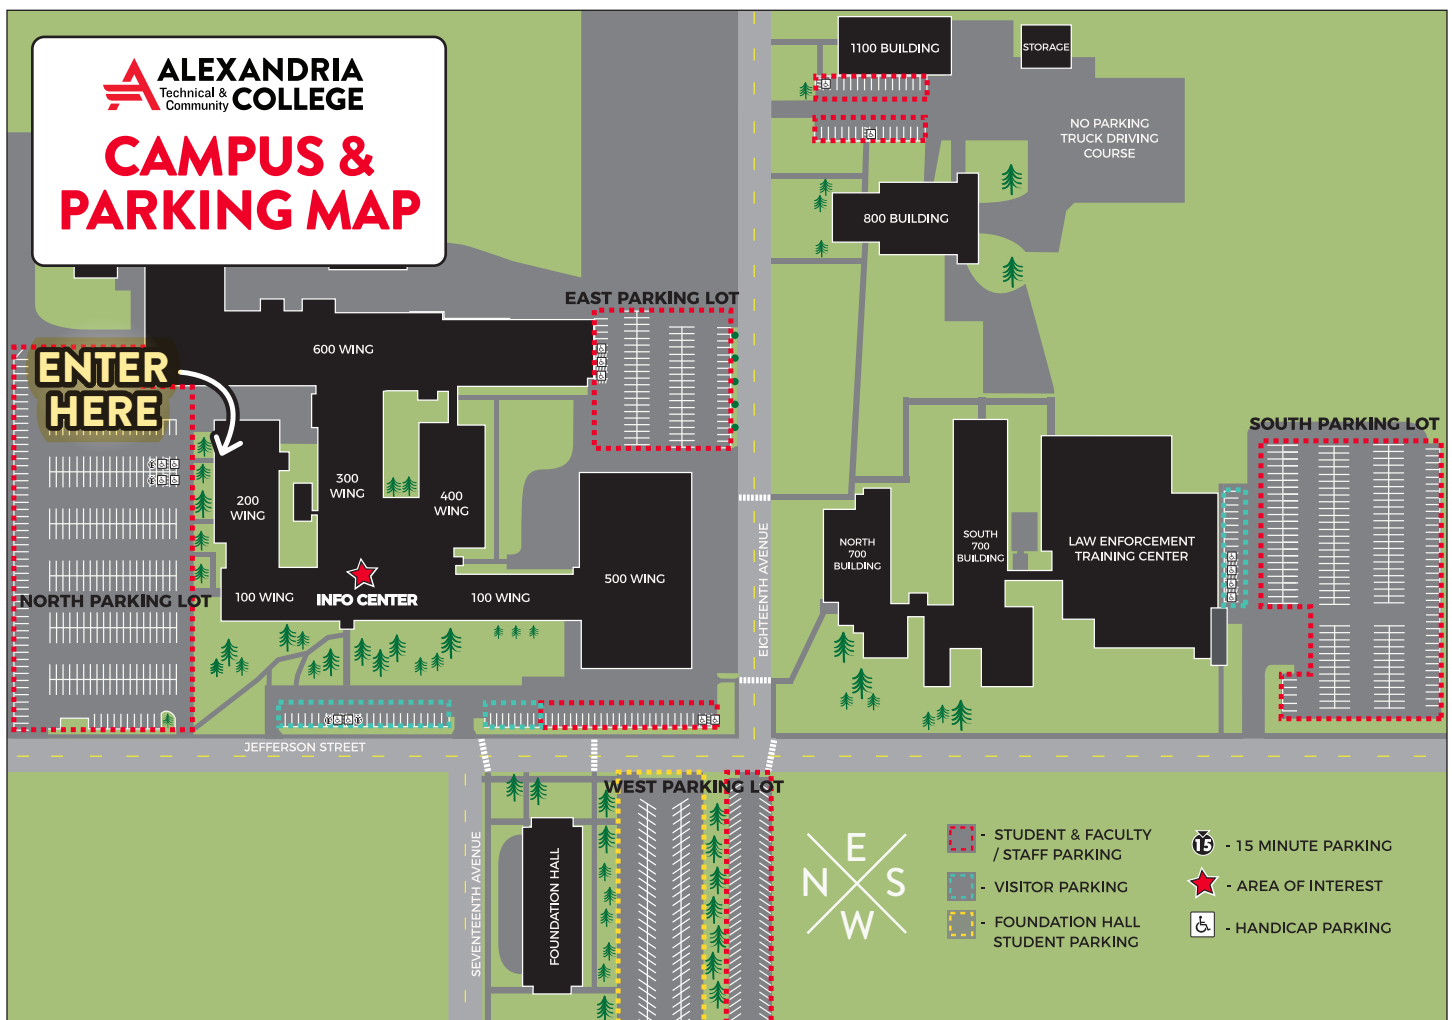 ALEXANDRIA
Technical &
Community
COLLEGE
CAMPUS &
PARKING MAP
1100 BUILDING
STORAGE
NO PARKING
TRUCK DRIVING
COURSE
800 BUILDING
EAST PARKING LOT
600 WING
ENTER
HERE
SOUTH PARKING LOT
300
WING
200
WING
400
WING
500 WING
NORTH
700
BUILDING
SOUTH
700
BUILDING
LAW ENFORCEMENT
TRAINING CENTER
EIGHTEENTH AVENUE
NORTH PARKING LOT
100 WING
INFO CENTER
100 WING
15
15
15
15
JEFFERSON STREET
WEST PARKING LOT
SEVENTEENTH AVENUE
FOUNDATION HALL
E
N S
W
- STUDENT & FACULTY
/ STAFF PARKING
- VISITOR PARKING
- FOUNDATION HALL
STUDENT PARKING
15 - 15 MINUTE PARKING
- AREA OF INTEREST
- HANDICAP PARKING